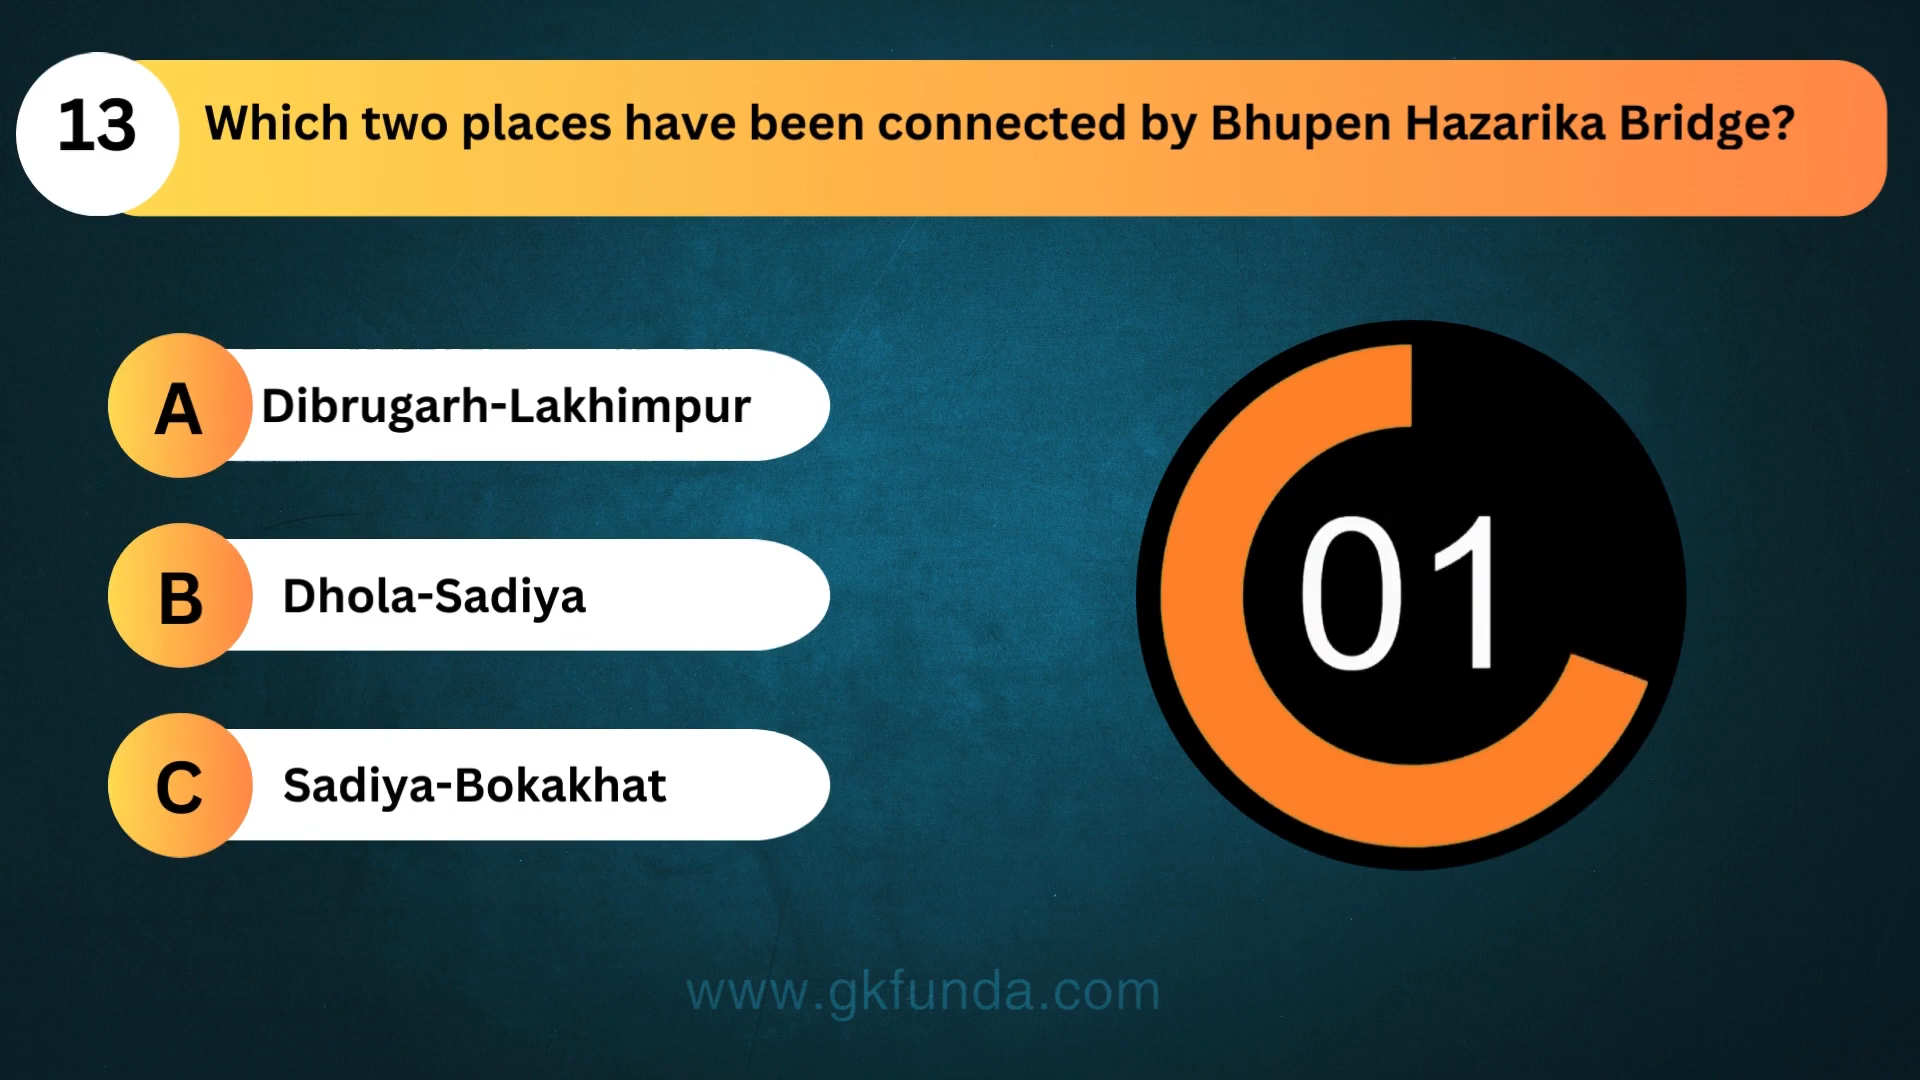 13
Which two places have been connected by Bhupen Hazarika Bridge?
A
Dibrugarh-Lakhimpur
B
Dhola-Sadiya
C
Sadiya-Bokakhat
01
www.gkfunda.com